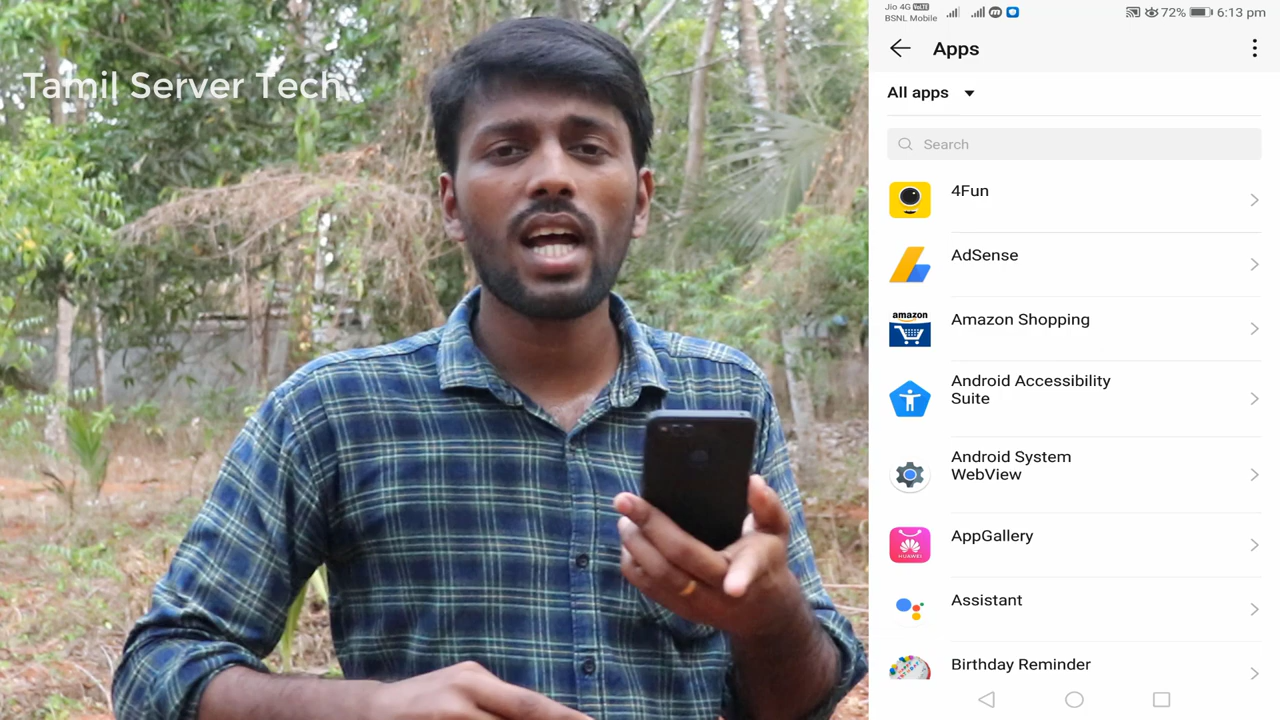 Tamil Server Tech
Jio 4G VoLTE
BSNL Mobile
72%
6:13 pm
Apps
All apps
Search
4Fun
AdSense
amazon
Amazon Shopping
Android Accessibility
Suite
Android System
WebView
HUAWEI
AppGallery
Assistant
Birthday Reminder